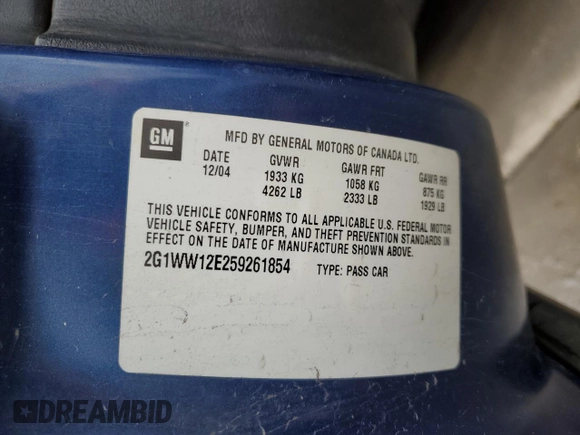 GM ®
MFD BY GENERAL MOTORS OF CANADA LTD.
DATE GVWR GAWR FRT GAWR RR
12/04 1933 KG 1058 KG 875 KG
4262 LB 2333 LB 1929 LB
THIS VEHICLE CONFORMS TO ALL APPLICABLE U.S. FEDERAL MOTOR
VEHICLE SAFETY, BUMPER, AND THEFT PREVENTION STANDARDS IN
EFFECT ON THE DATE OF MANUFACTURE SHOWN ABOVE.
2G1WW12E259261854 TYPE: PASS CAR
DREAMBID